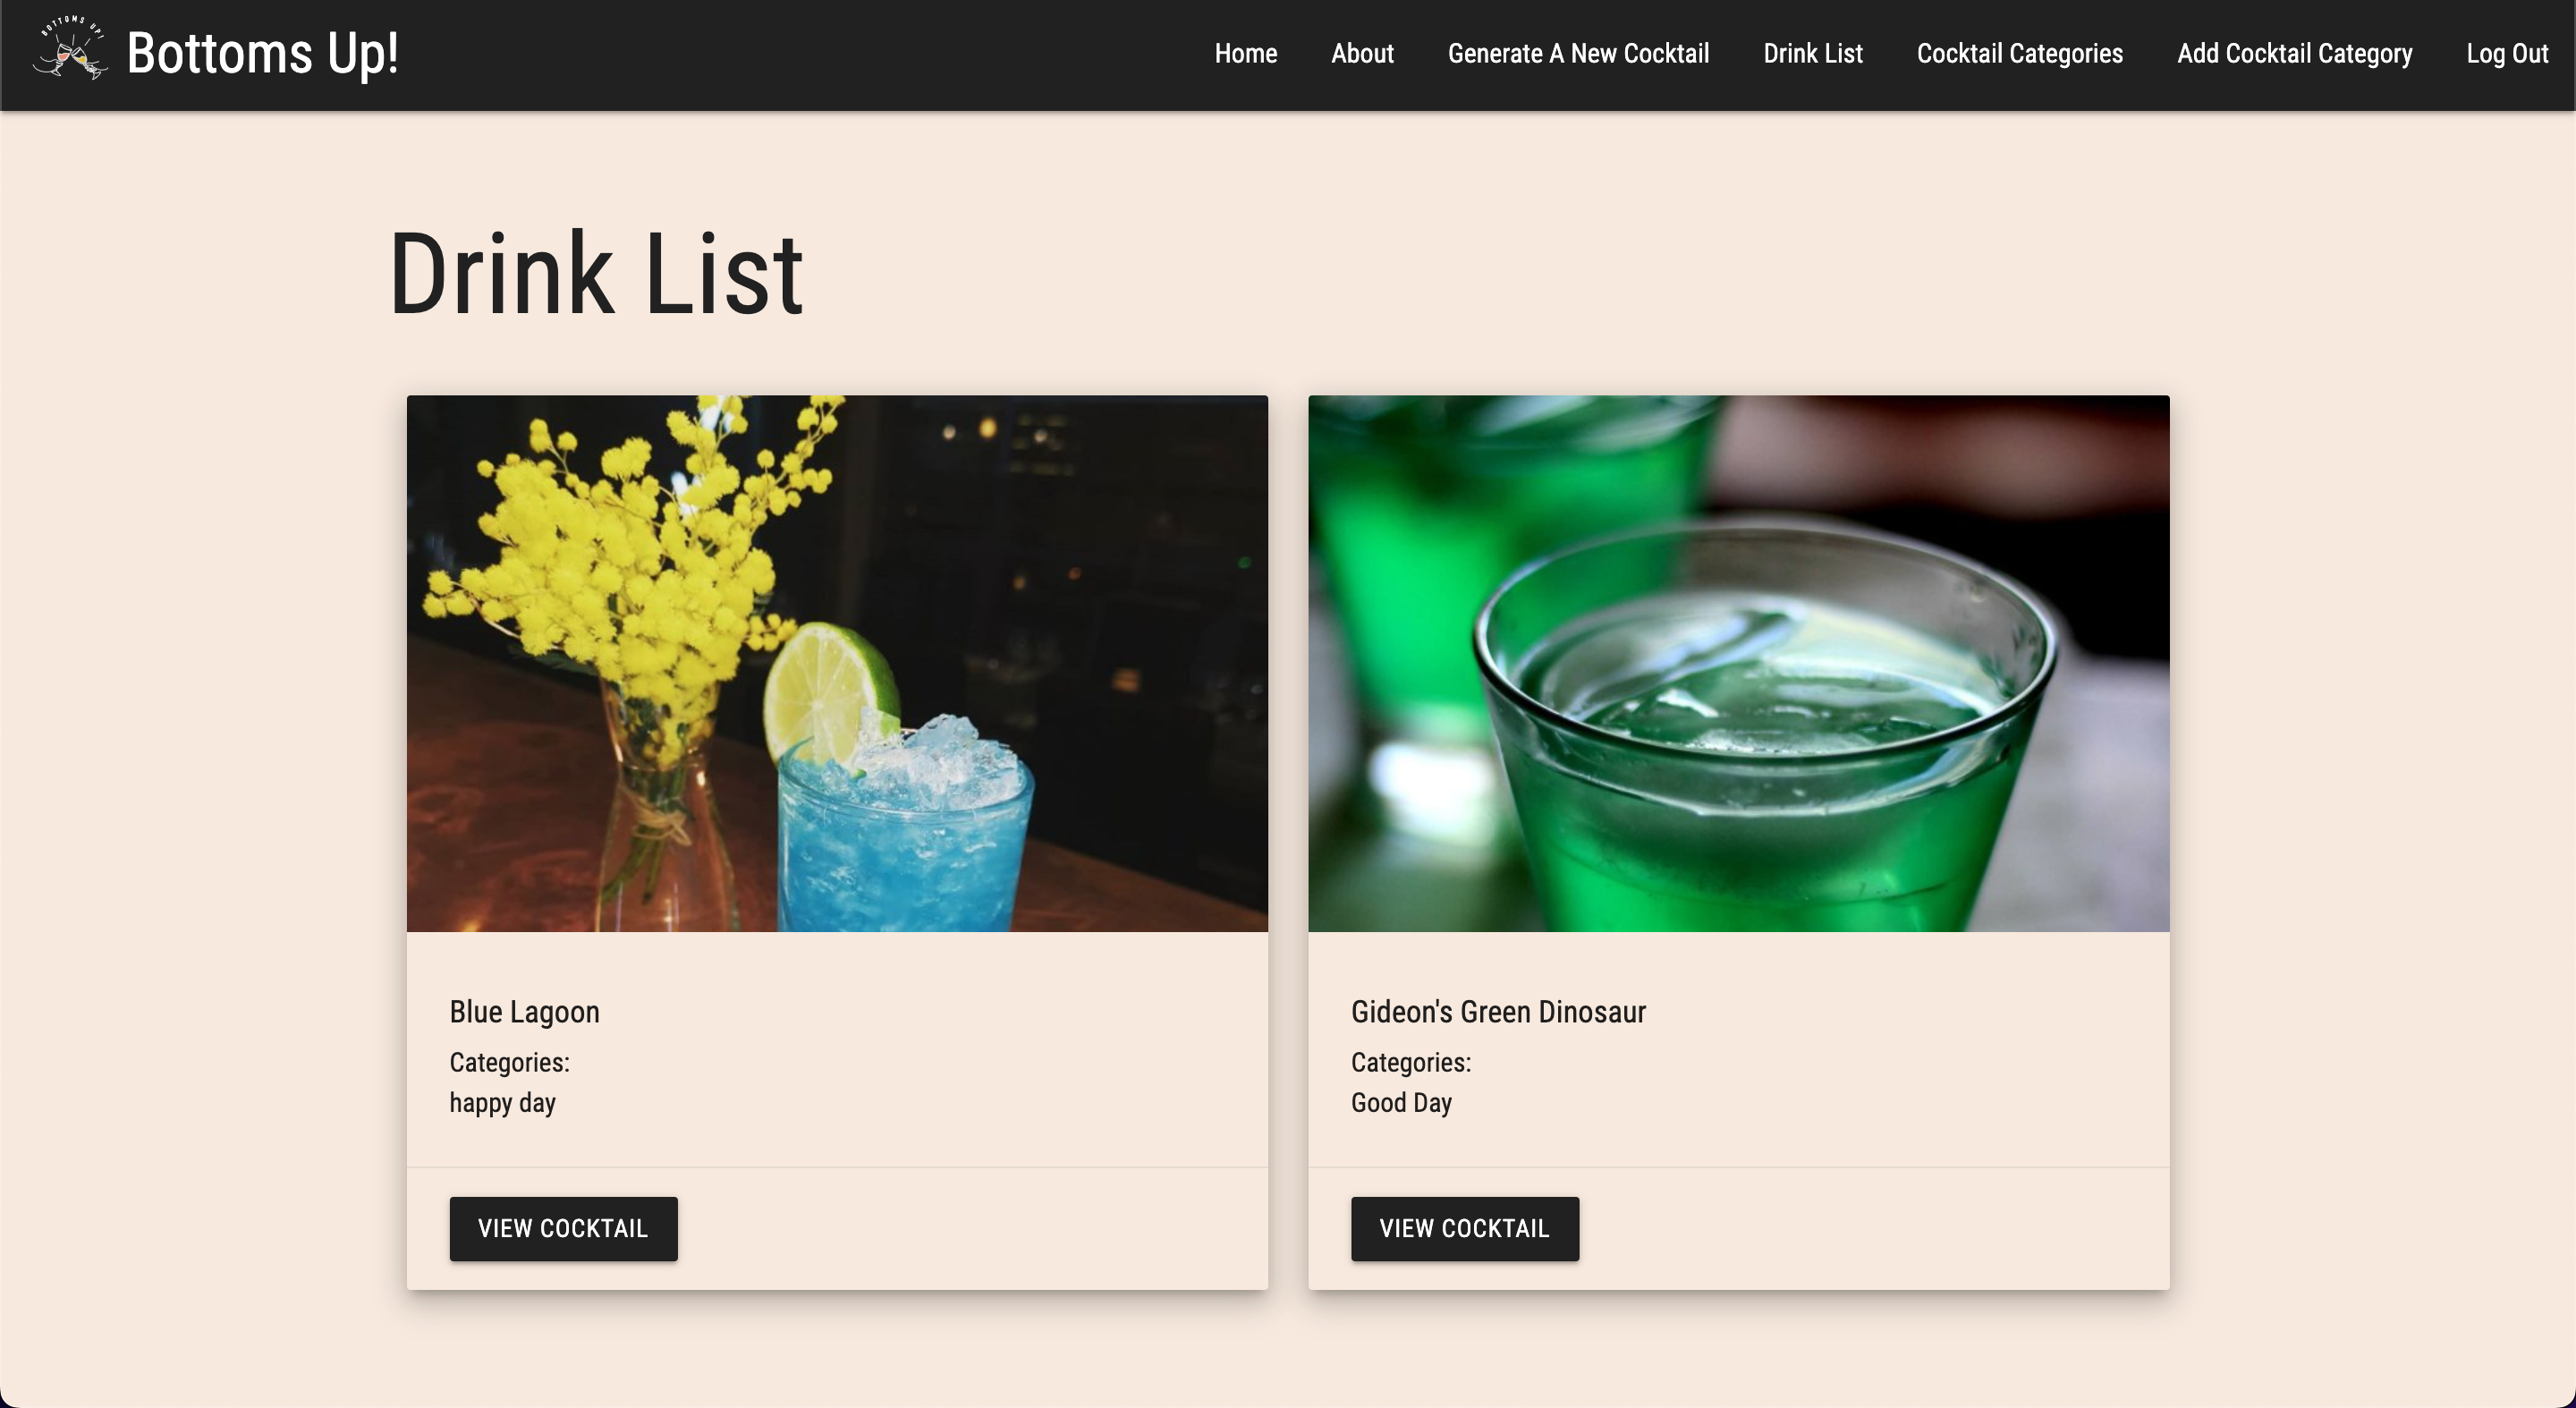 BOTTOMS UP!
Bottoms Up!
Home
About
Generate A New Cocktail
Drink List
Cocktail Categories
Add Cocktail Category
Log Out
Drink List
Blue Lagoon
Categories:
happy day
VIEW COCKTAIL
Gideon's Green Dinosaur
Categories:
Good Day
VIEW COCKTAIL